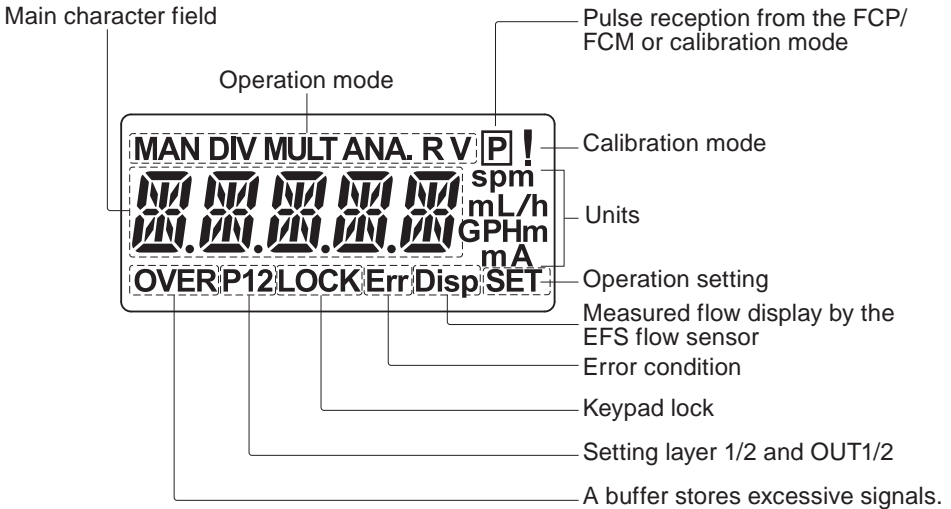 Main character field
Pulse reception from the FCP/
FCM or calibration mode
Operation mode
MAN DIV MULT ANA. R V P !
Calibration mode
spm
mL/h
Units
GPHm
mA
OVER P12 LOCK Err Disp SET
Operation setting
Measured flow display by the
EFS flow sensor
Error condition
Keypad lock
Setting layer 1/2 and OUT1/2
A buffer stores excessive signals.